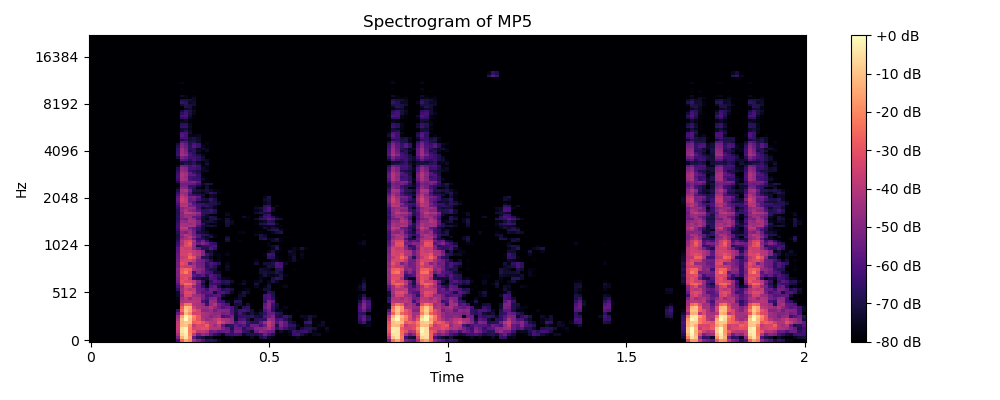 Spectrogram of MP5
16384
8192
4096
2048
1024
512
0
Hz
0
0.5
1
1.5
2
Time
+0 dB
-10 dB
-20 dB
-30 dB
-40 dB
-50 dB
-60 dB
-70 dB
-80 dB